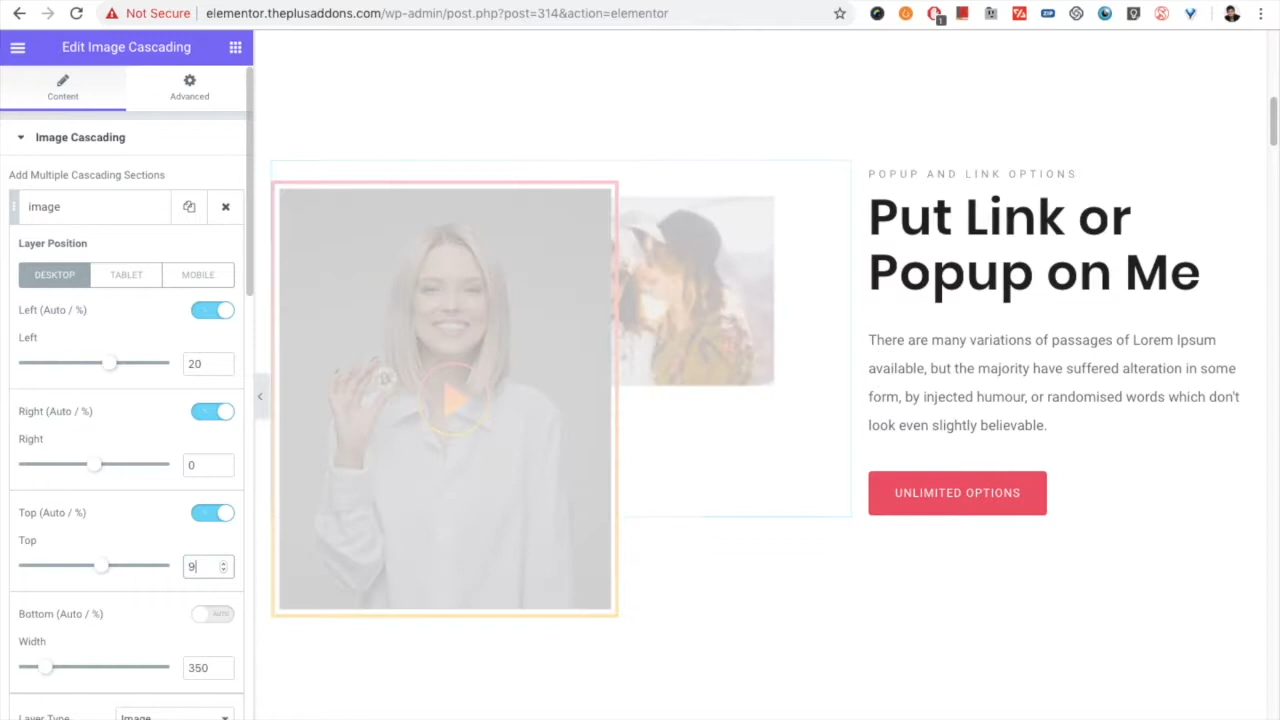 Not Secure elementor.theplusaddons.com/wp-admin/post.php?post=314&action=elementor
1
ZIP
Edit Image Cascading
Content Advanced
Image Cascading
Add Multiple Cascading Sections
image
Layer Position
DESKTOP TABLET MOBILE
Left (Auto / %)
Left
20
Right (Auto / %)
Right
0
Top (Auto / %)
Top
9
Bottom (Auto / %) AUTO
Width
350
Layer Type Image
POPUP AND LINK OPTIONS
Put Link or
Popup on Me
There are many variations of passages of Lorem Ipsum
available, but the majority have suffered alteration in some
form, by injected humour, or randomised words which don't
look even slightly believable.
UNLIMITED OPTIONS